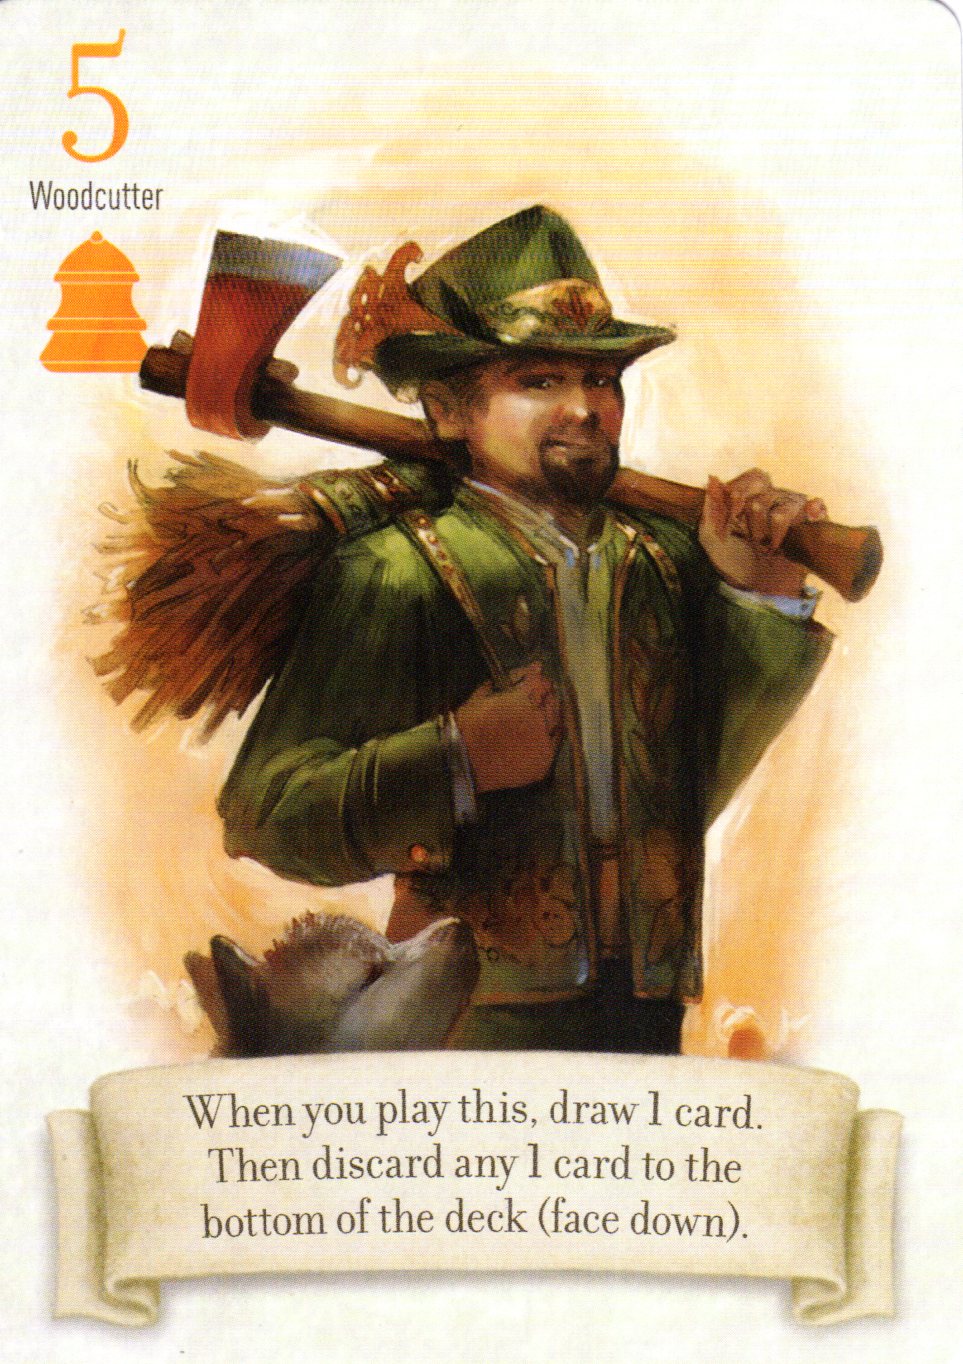 5
Woodcutter
When you play this, draw 1 card.
Then discard any 1 card to the
bottom of the deck (face down).